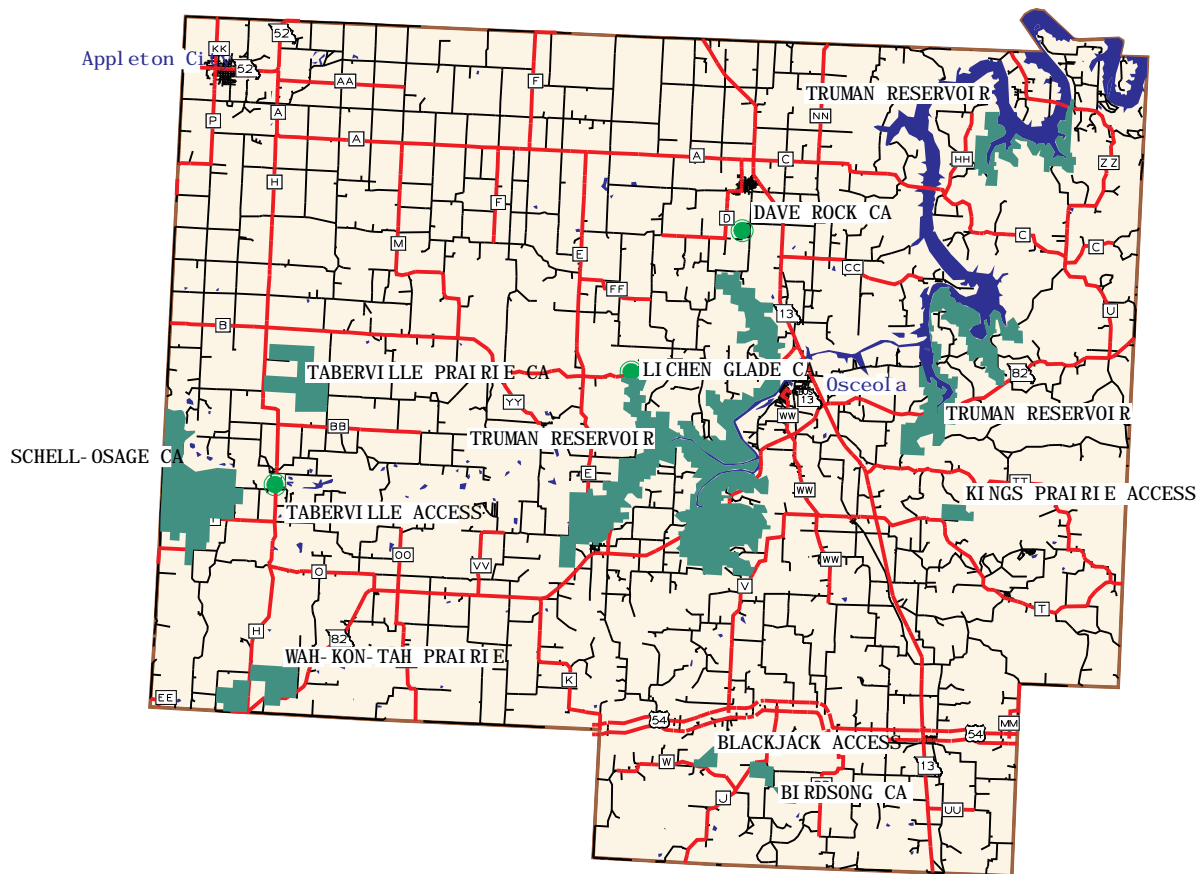 52
KK
Appleton Ci
52
AA
F
TRUMAN RESERVOIR
A
P
NN
A
A
C
HH
ZZ
H
F
D
DAVE ROCK CA
M
E
C
C
CC
FF
13
U
B
TABERVILLE PRAIRIE CA
LICHEN GLADE CA
82
Osceola
YY
13
WW
TRUMAN RESERVOIR
BB
TRUMAN RESERVOIR
SCHELL-OSAGE CA
E
TT
WW
KINGS PRAIRIE ACCESS
TABERVILLE ACCESS
OO
VV
WW
O
V
T
H
82
WAH-KON-TAH PRAIRIE
K
EE
54
MM
54
BLACKJACK ACCESS
W
13
BIRDSONG CA
J
UU